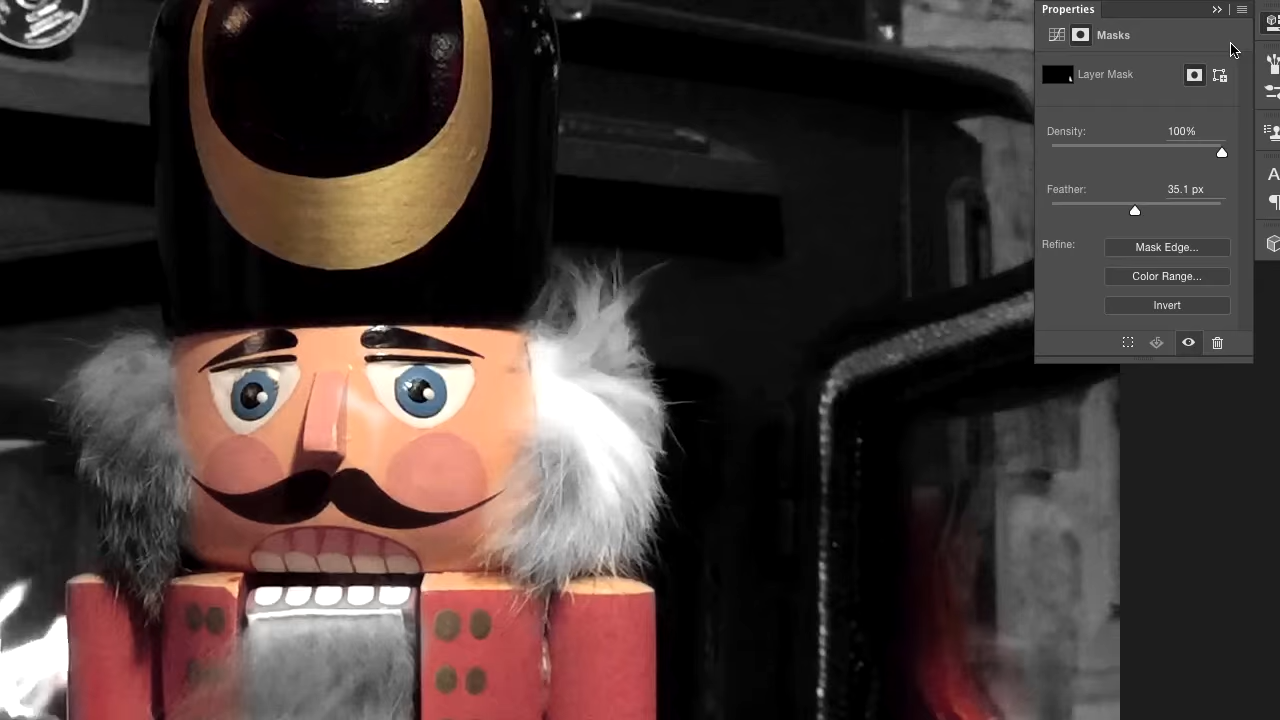 Properties
Masks
Layer Mask
Density: 100%
Feather: 35.1 px
Refine:
Mask Edge...
Color Range...
Invert